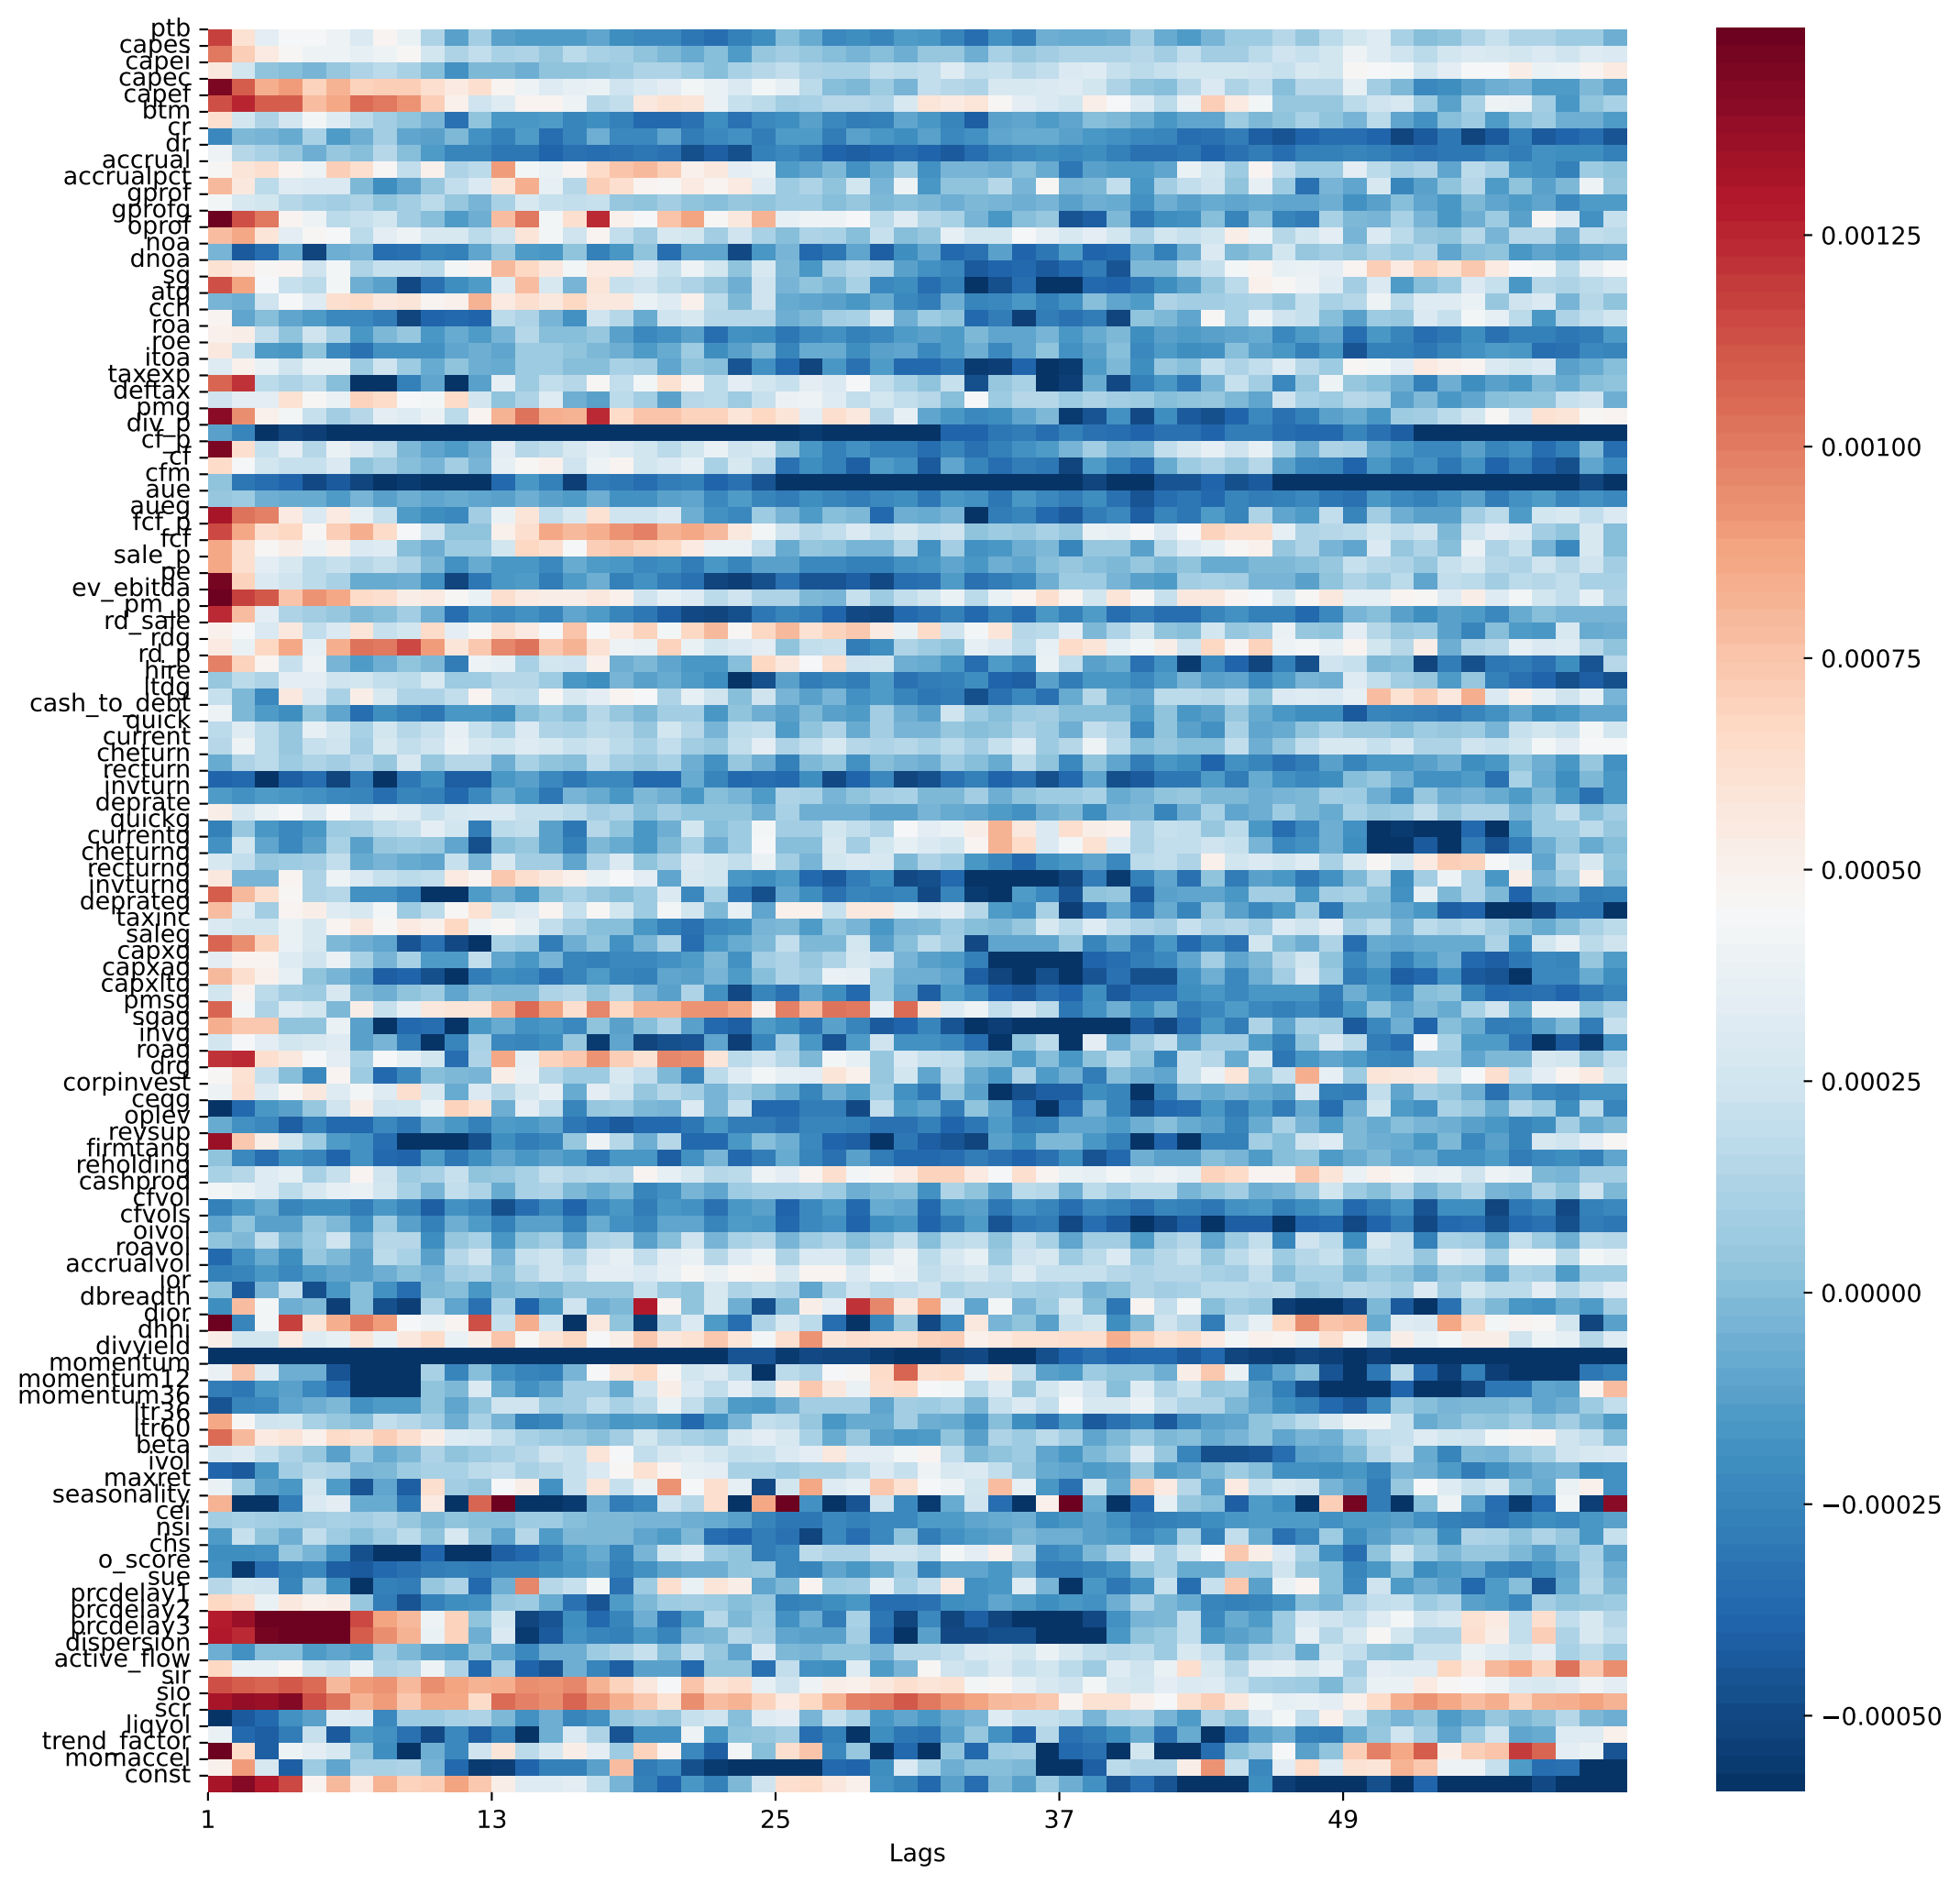 ptb
capes
capei
capec
capef
btm
cr
dr
accrual
accrualpct
gprof
gprofg
oprof
noa
dnoa
sg
atg
cch
roa
roe
itoa
taxexp
deftax
pmg
div_p
cf_p
cf
cfm
aue
aueg
fcf_p
fcf
sale_p
pe
ev_ebitda
pm_p
rd_sale
rdg
rd_p
hire
ltdg
cash_to_debt
quick
current
cheturn
recturn
invturn
deprate
quickg
currentg
cheturng
recturng
invturng
deprateg
taxinc
saleg
capxg
capxag
capxitg
pmsg
sgag
invg
roag
drg
corpinvest
ceqg
oplev
revsup
firmtang
reholding
cashprod
cfvol
cfvols
oivol
roavol
accrualvol
ior
dbreadth
dior
dhhi
divyield
momentum
momentum12
momentum36
ltr36
ltr60
beta
ivol
maxret
seasonality
cei
nsi
chs
o_score
sue
prcdelay1
prcdelay2
prcdelay3
dispersion
active_flow
sir
sio
scr
liqvol
trend_factor
momaccel
const
1 13 25 37 49
Lags
0.00125
0.00100
0.00075
0.00050
0.00025
0.00000
−0.00025
−0.00050